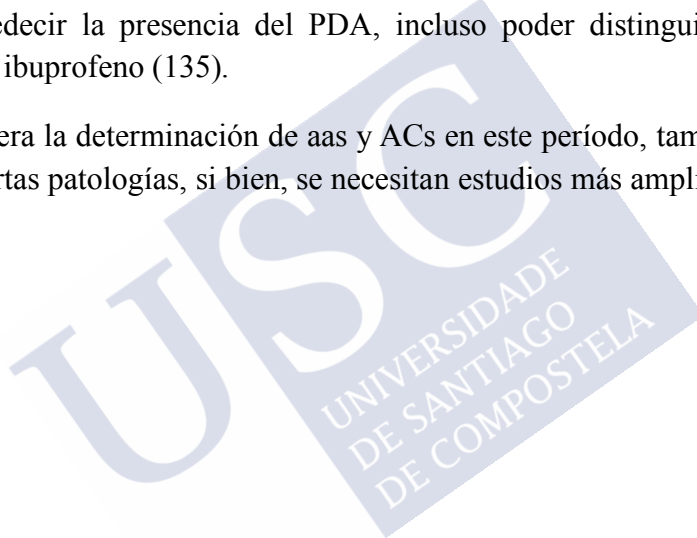 edecir la presencia del PDA, incluso poder distingui
ibuprofeno (135).
era la determinación de aas y ACs en este período, tam
rtas patologías, si bien, se necesitan estudios más ampli
USC
UNIVERSIDADE
DE SANTIAGO
DE COMPOSTELA